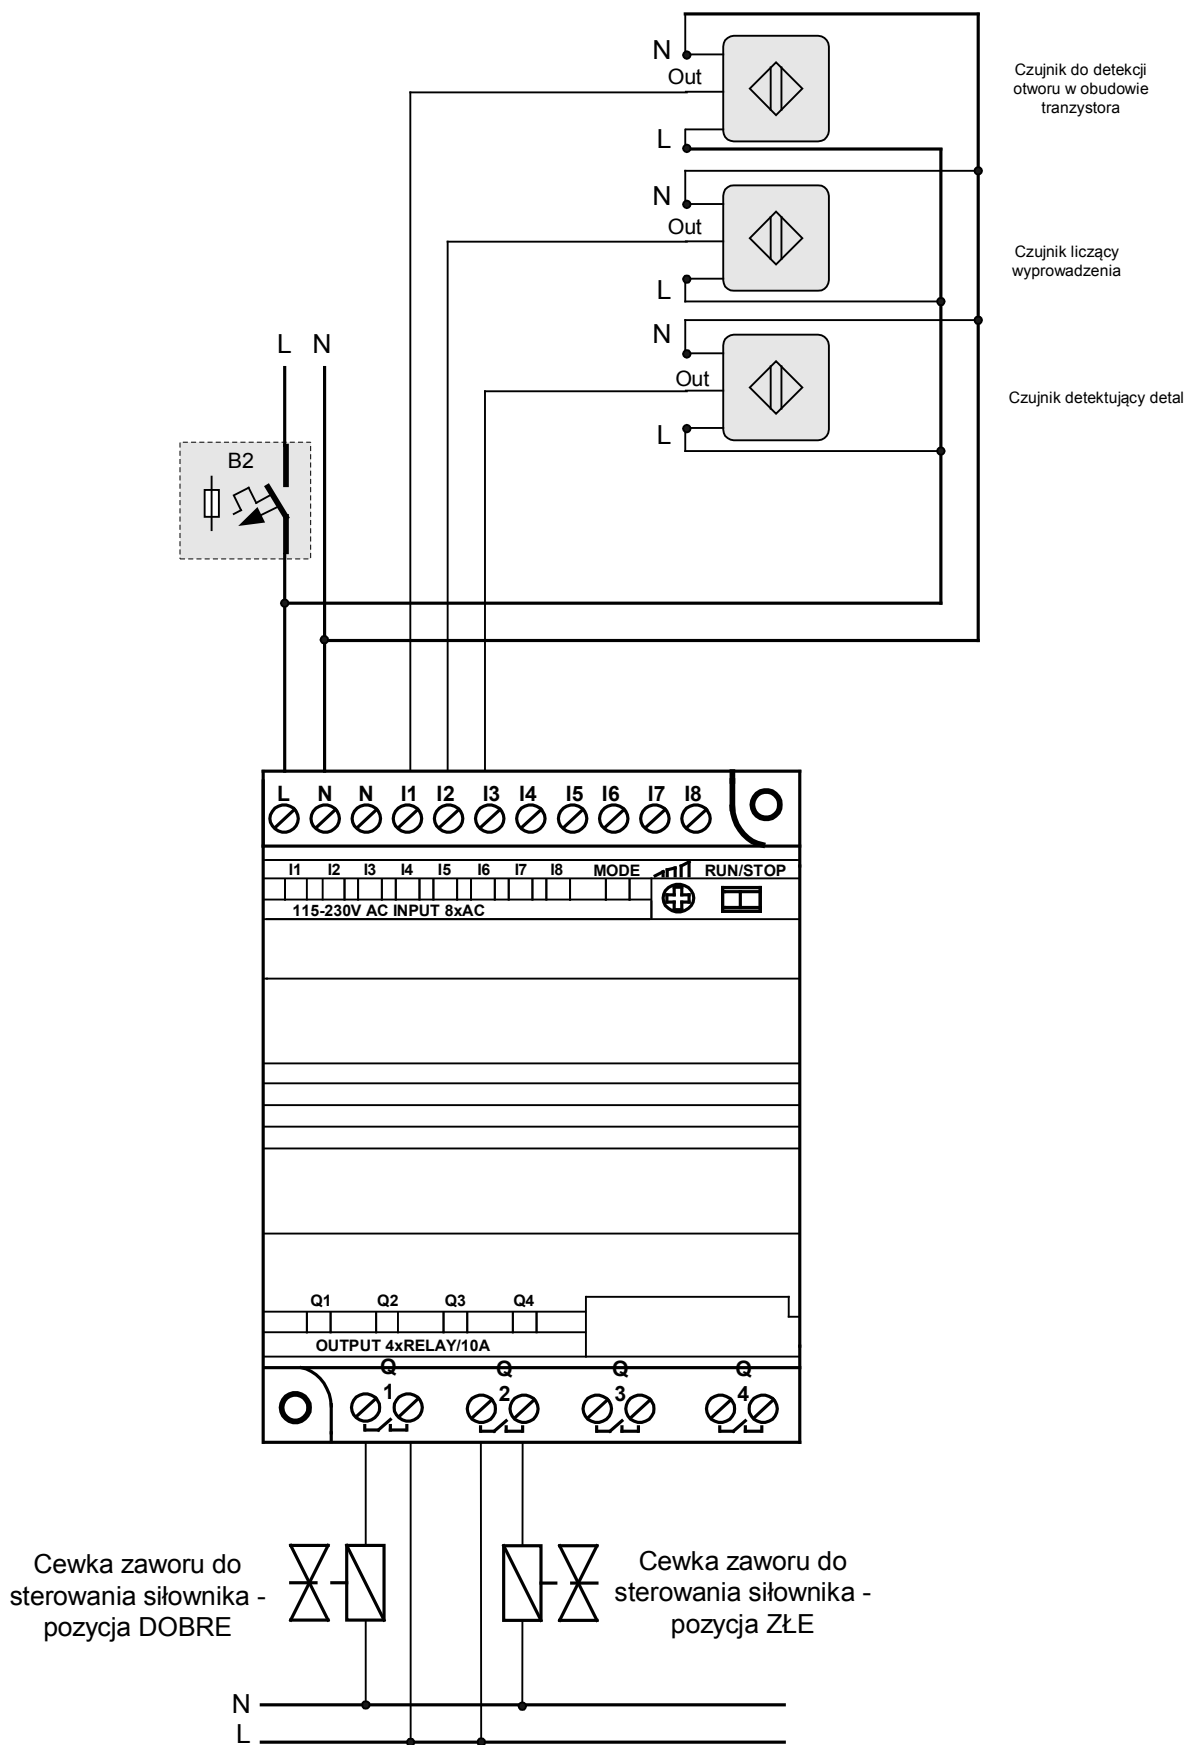 N
Out
L
Czujnik do detekcji
otworu w obudowie
tranzystora
N
Out
L
Czujnik liczący
wyprowadzenia
N
Out
L
Czujnik detektujący detal
L N
B2
L N N I1 I2 I3 I4 I5 I6 I7 I8
I1 I2 I3 I4 I5 I6 I7 I8 MODE RUN/STOP
115-230V AC INPUT 8xAC
Q1 Q2 Q3 Q4
OUTPUT 4xRELAY/10A
Q Q Q Q
1 2 3 4
Cewka zaworu do
sterowania siłownika -
pozycja DOBRE
Cewka zaworu do
sterowania siłownika -
pozycja ZŁE
N
L